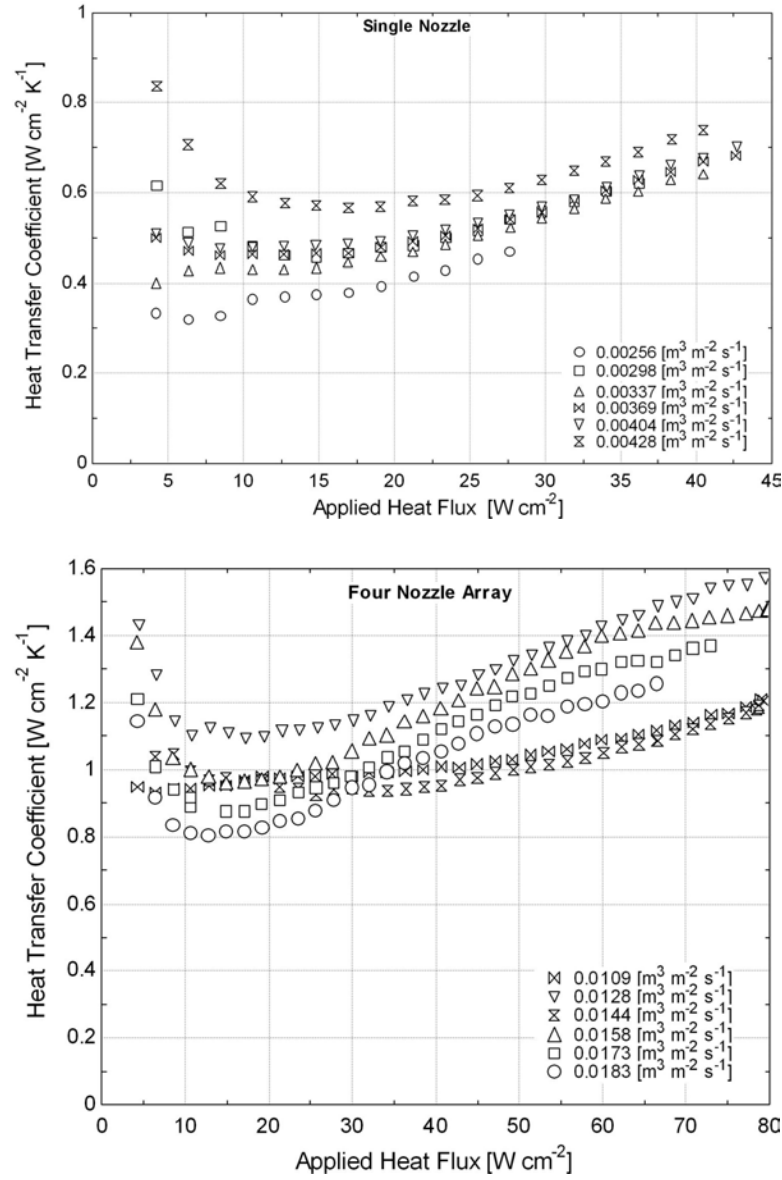 Single Nozzle
1
0.8
0.6
0.4
0.2
0
Heat Transfer Coefficient [W cm⁻² K⁻¹]
0.00256 [m³ m⁻² s⁻¹]
0.00298 [m³ m⁻² s⁻¹]
0.00337 [m³ m⁻² s⁻¹]
0.00369 [m³ m⁻² s⁻¹]
0.00404 [m³ m⁻² s⁻¹]
0.00428 [m³ m⁻² s⁻¹]
0 5 10 15 20 25 30 35 40 45
Applied Heat Flux [W cm⁻²]
Four Nozzle Array
1.6
1.4
1.2
1
0.8
0.6
0.4
0.2
0
Heat Transfer Coefficient [W cm⁻² K⁻¹]
0.0109 [m³ m⁻² s⁻¹]
0.0128 [m³ m⁻² s⁻¹]
0.0144 [m³ m⁻² s⁻¹]
0.0158 [m³ m⁻² s⁻¹]
0.0173 [m³ m⁻² s⁻¹]
0.0183 [m³ m⁻² s⁻¹]
0 10 20 30 40 50 60 70 80
Applied Heat Flux [W cm⁻²]